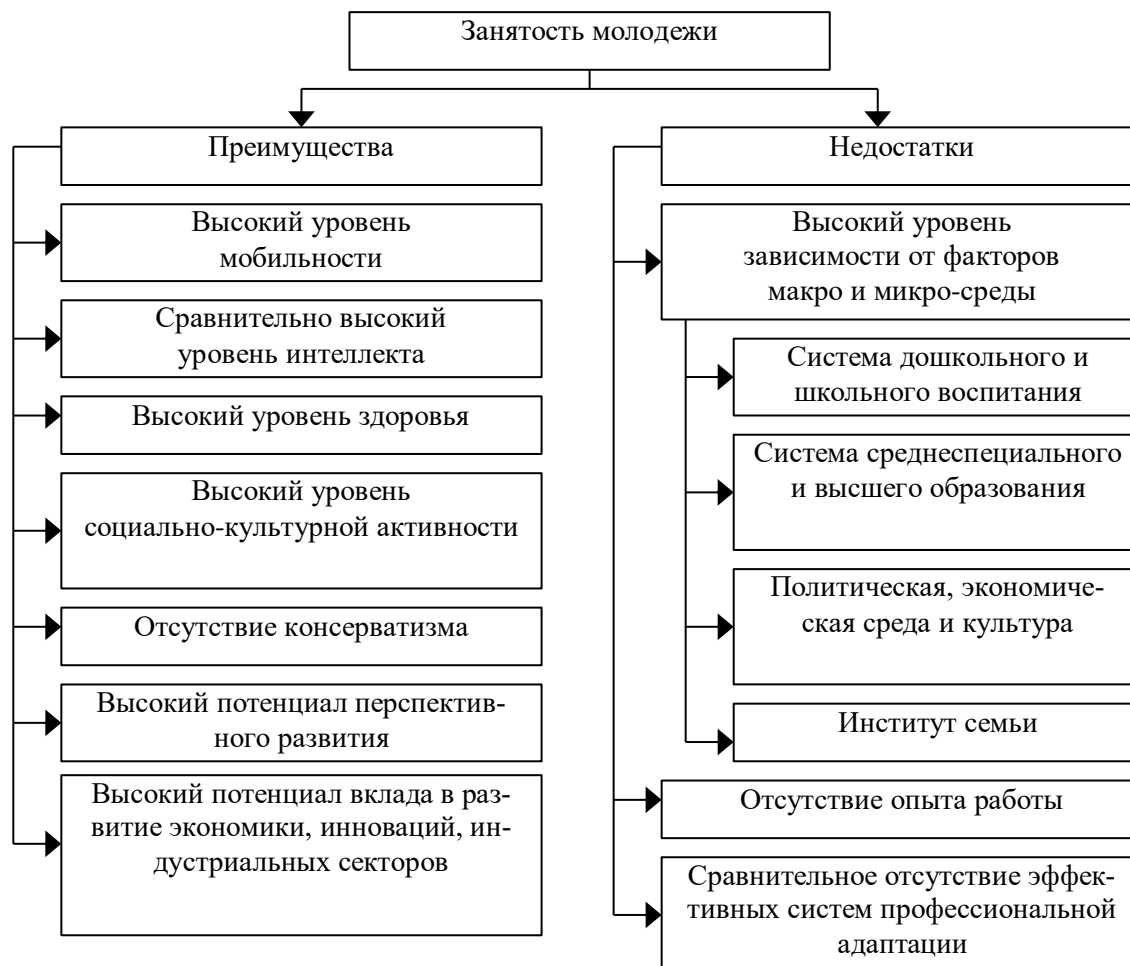 Занятость молодежи
Преимущества
Высокий уровень
мобильности
Сравнительно высокий
уровень интеллекта
Высокий уровень здоровья
Высокий уровень
социально-культурной активности
Отсутствие консерватизма
Высокий потенциал перспектив-
ного развития
Высокий потенциал вклада в раз-
витие экономики, инноваций, ин-
дустриальных секторов
Недостатки
Высокий уровень
зависимости от факторов
макро и микро-среды
Система дошкольного и
школьного воспитания
Система среднеспециального
и высшего образования
Политическая, экономиче-
ская среда и культура
Институт семьи
Отсутствие опыта работы
Сравнительное отсутствие эффек-
тивных систем профессиональной
адаптации